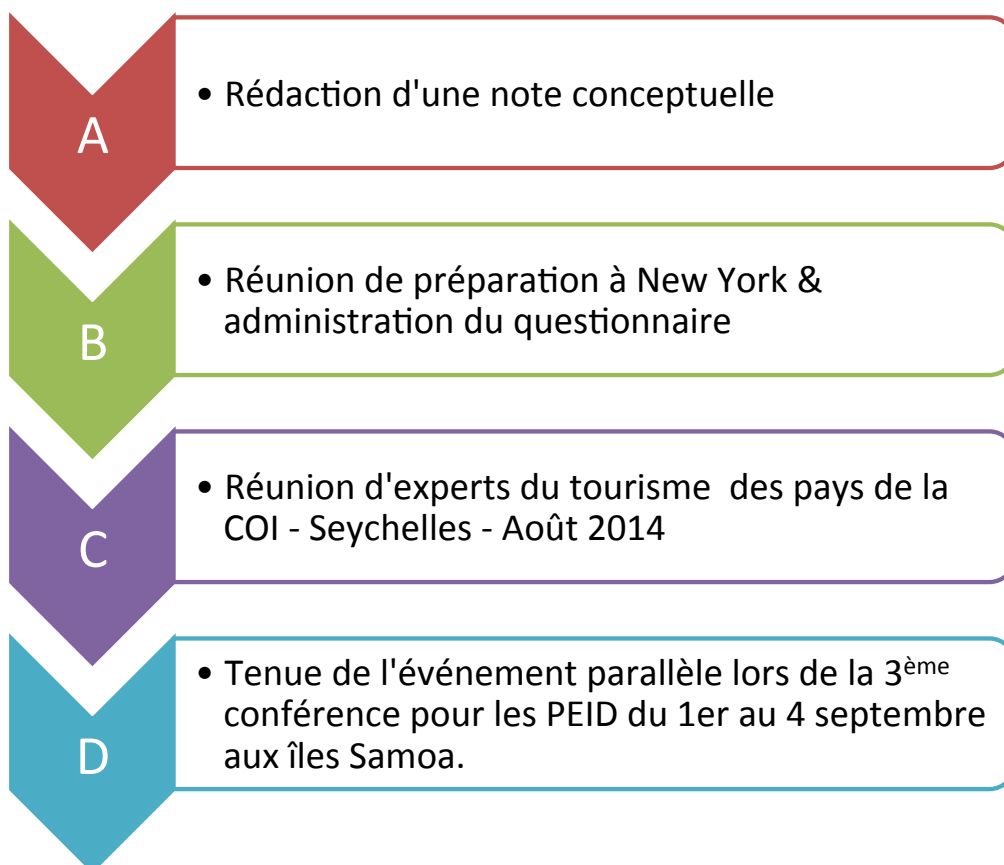 A
• Rédaction d'une note conceptuelle
B
• Réunion de préparation à New York &
administration du questionnaire
C
• Réunion d'experts du tourisme  des pays de la
COI - Seychelles - Août 2014
D
• Tenue de l'événement parallèle lors de la 3ème
conférence pour les PEID du 1er au 4 septembre
aux îles Samoa.